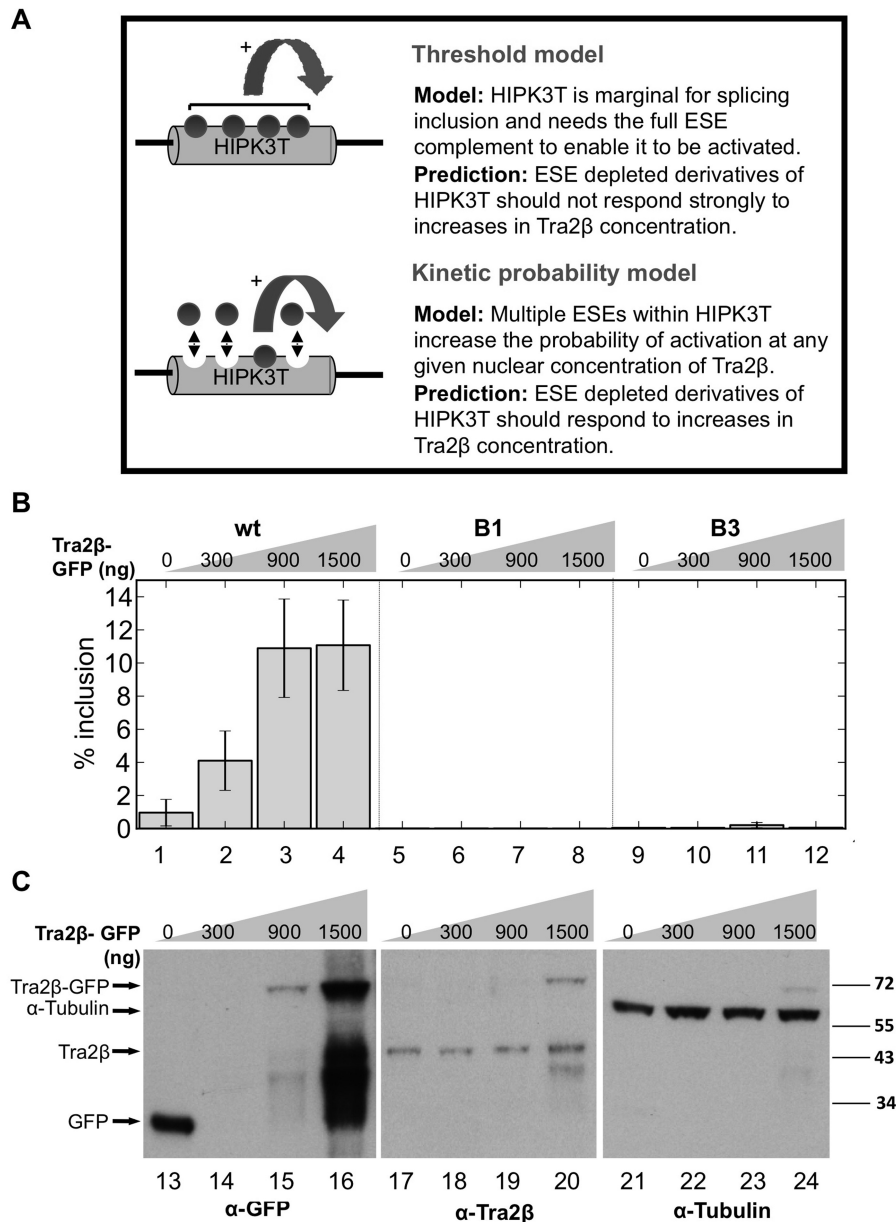 A
+
HIPK3T
Threshold model
Model: HIPK3T is marginal for splicing
inclusion and needs the full ESE
complement to enable it to be activated.
Prediction: ESE depleted derivatives of
HIPK3T should not respond strongly to
increases in Tra2β concentration.
+
HIPK3T
Kinetic probability model
Model: Multiple ESEs within HIPK3T
increase the probability of activation at any
given nuclear concentration of Tra2β.
Prediction: ESE depleted derivatives of
HIPK3T should respond to increases in
Tra2β concentration.
B
wt B1 B3
Tra2β-
GFP (ng)
0 300 900 1500 0 300 900 1500 0 300 900 1500
% inclusion
14
12
10
8
6
4
2
0
1 2 3 4 5 6 7 8 9 10 11 12
C
Tra2β- GFP
(ng)
0 300 900 1500 0 300 900 1500 0 300 900 1500
Tra2β-GFP
α-Tubulin
Tra2β
GFP
72
55
43
34
13 14 15 16 17 18 19 20 21 22 23 24
α-GFP α-Tra2β α-Tubulin